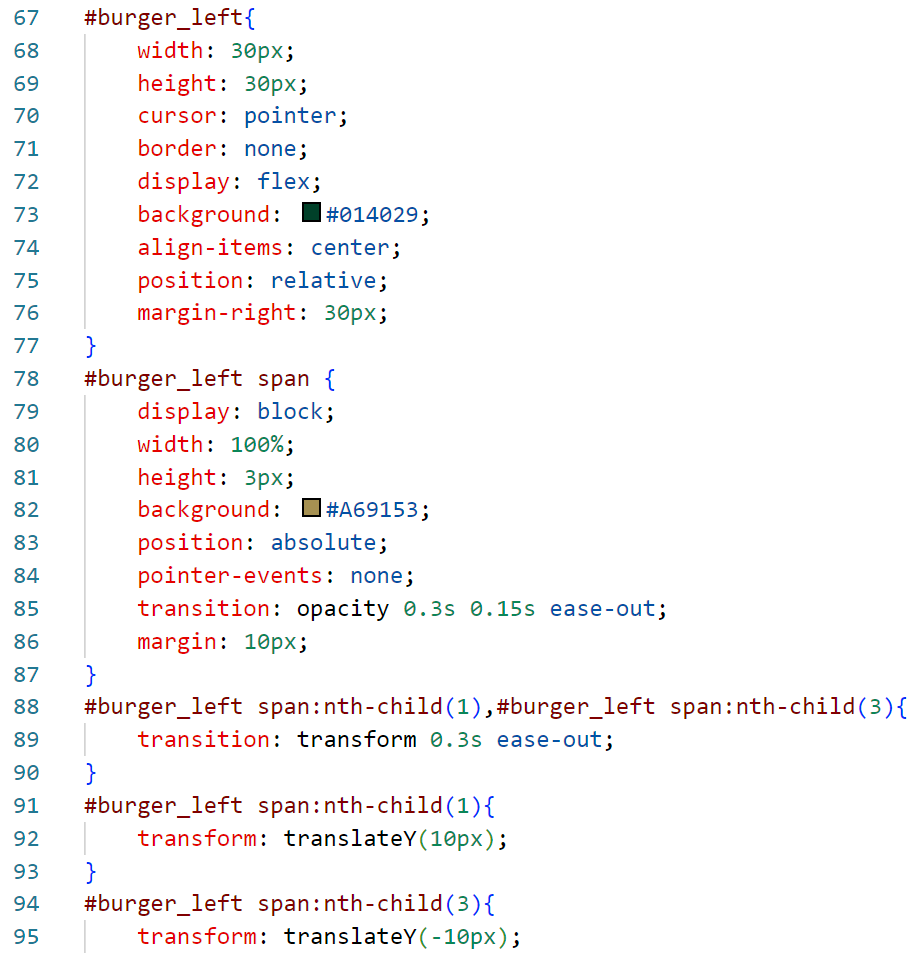 67 #burger_left{
68 width: 30px;
69 height: 30px;
70 cursor: pointer;
71 border: none;
72 display: flex;
73 background: #014029;
74 align-items: center;
75 position: relative;
76 margin-right: 30px;
77 }
78 #burger_left span {
79 display: block;
80 width: 100%;
81 height: 3px;
82 background: #A69153;
83 position: absolute;
84 pointer-events: none;
85 transition: opacity 0.3s 0.15s ease-out;
86 margin: 10px;
87 }
88 #burger_left span:nth-child(1),#burger_left span:nth-child(3){
89 transition: transform 0.3s ease-out;
90 }
91 #burger_left span:nth-child(1){
92 transform: translateY(10px);
93 }
94 #burger_left span:nth-child(3){
95 transform: translateY(-10px);